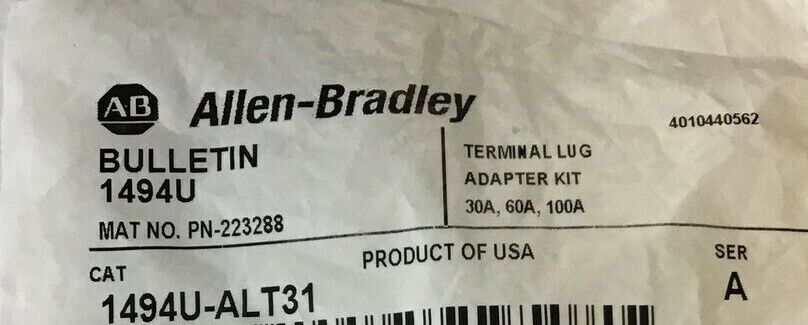 AB Allen-Bradley
4010440562
BULLETIN
1494U
MAT NO. PN-223288
TERMINAL LUG
ADAPTER KIT
30A, 60A, 100A
PRODUCT OF USA
CAT
1494U-ALT31
SER
A